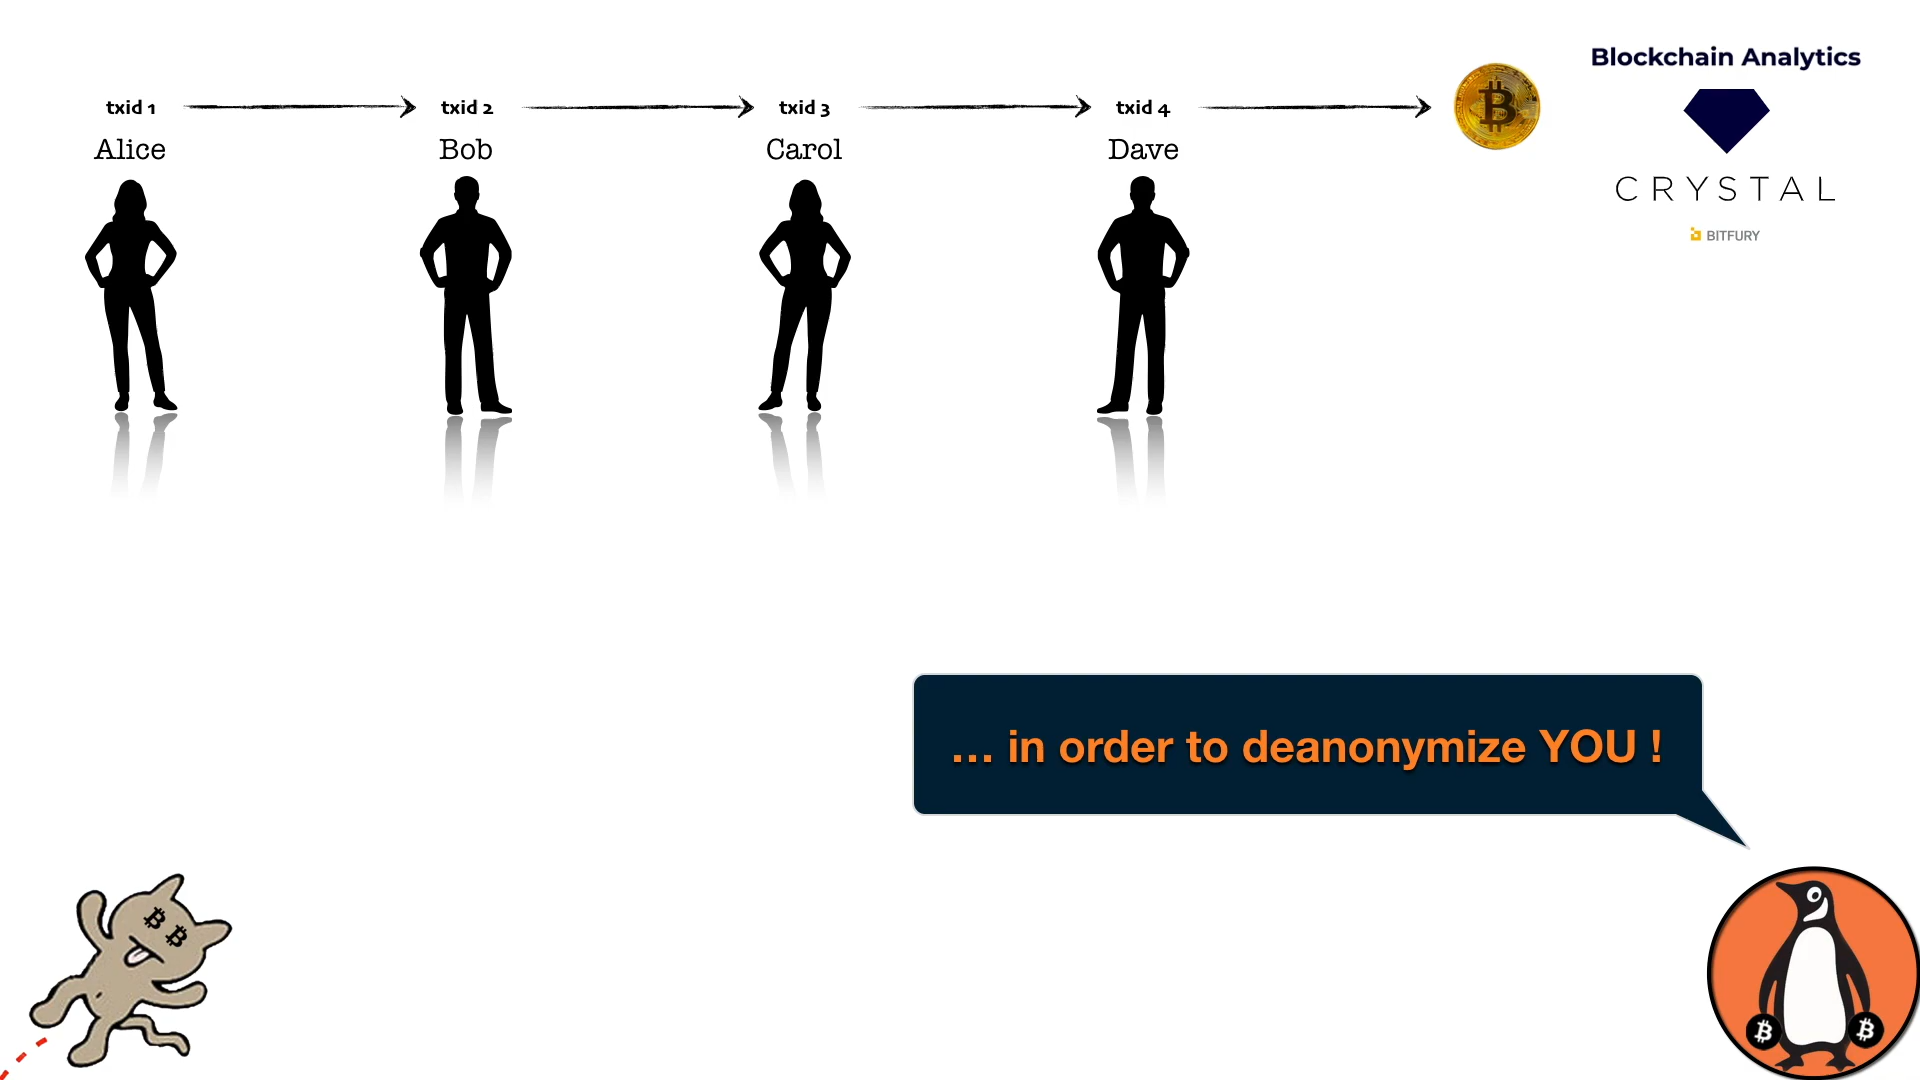 Blockchain Analytics
txid 1
txid 2
txid 3
txid 4
Alice
Bob
Carol
Dave
CRYSTAL
BITFURY
... in order to deanonymize YOU !